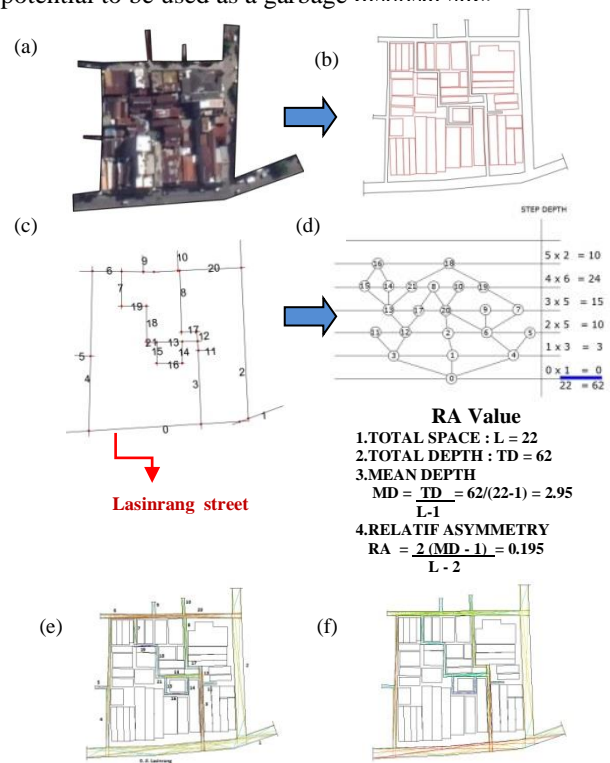 potential to be used as a garbage
(a)
(b)
(c)
(d)
STEP DEPTH
10
9
6
20
7
8
19
18
17
12
21
13
15
14
11
16
5
4
3
2
1
0
16
18
5 x 2 = 10
15
14
21
8
10
19
4 x 6 = 24
13
17
20
9
7
3 x 5 = 15
11
12
2
6
5
2 x 5 = 10
3
1
4
1 x 3 = 3
0
0 x 1 = 0
22 = 62
Lasinrang street
RA Value
1.TOTAL SPACE : L = 22
2.TOTAL DEPTH : TD = 62
3.MEAN DEPTH
MD = TD = 62/(22-1) = 2.95
L-1
4.RELATIF ASYMMETRY
RA = 2 (MD - 1) = 0.195
L - 2
(e)
(f)